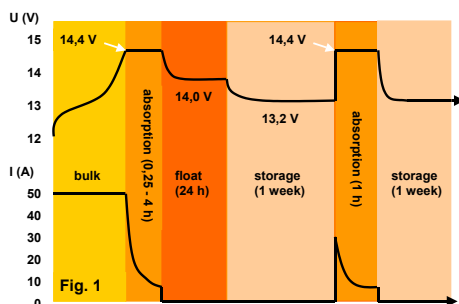 U (V)
15
14,4 V
14,4 V
14
14,0 V
13
13,2 V
12
absorption (0,25 - 4 h)
absorption (1 h)
I (A)
bulk
float
(24 h)
storage
(1 week)
storage
(1 week)
50
40
30
20
10
0
Fig. 1